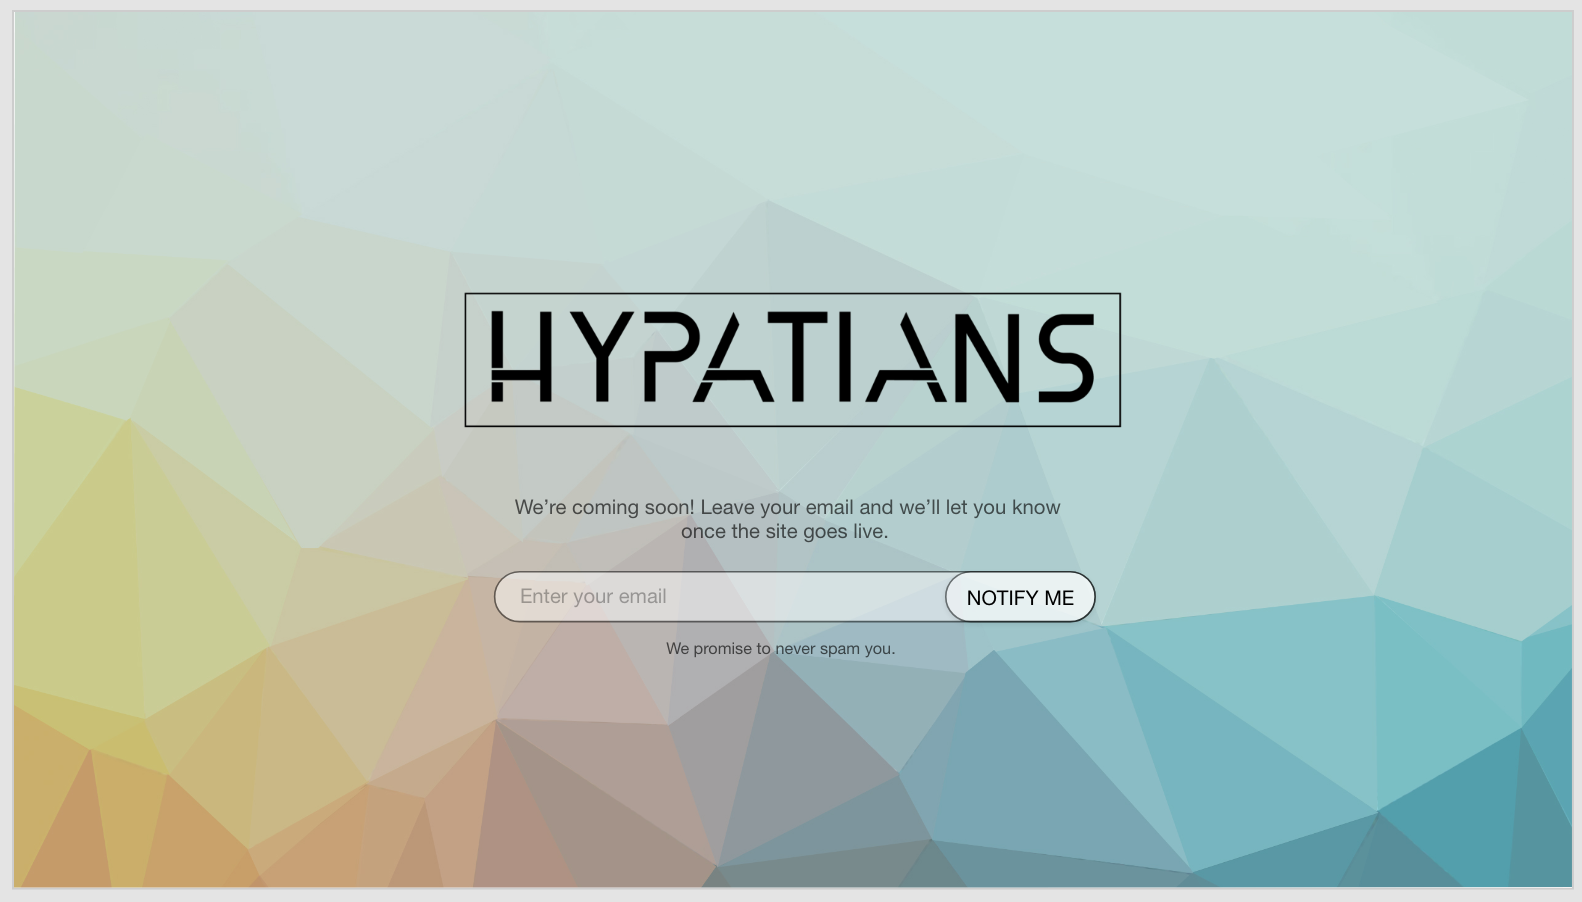 HYPATIANS
We’re coming soon! Leave your email and we’ll let you know
once the site goes live.
Enter your email
NOTIFY ME
We promise to never spam you.